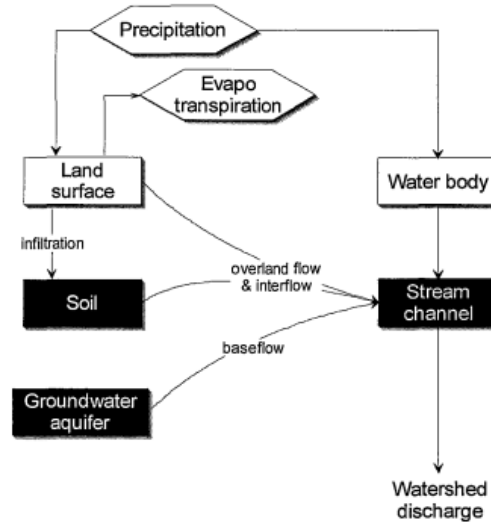 Precipitation
Evapo
transpiration
Land
surface
Water body
infiltration
overland flow
& interflow
Soil
Stream
channel
baseflow
Groundwater
aquifer
Watershed
discharge